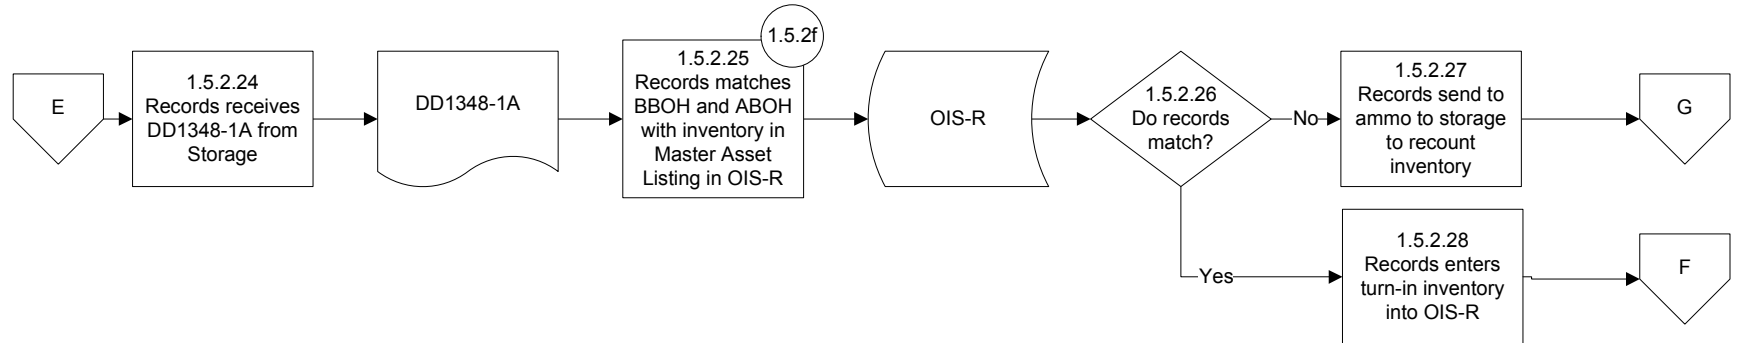 E
1.5.2.24
Records receives
DD1348-1A from
Storage
DD1348-1A
1.5.2f
1.5.2.25
Records matches
BBOH and ABOH
with inventory in
Master Asset
Listing in OIS-R
OIS-R
1.5.2.26
Do records
match?
No
1.5.2.27
Records send to
ammo to storage
to recount
inventory
G
Yes
1.5.2.28
Records enters
turn-in inventory
into OIS-R
F